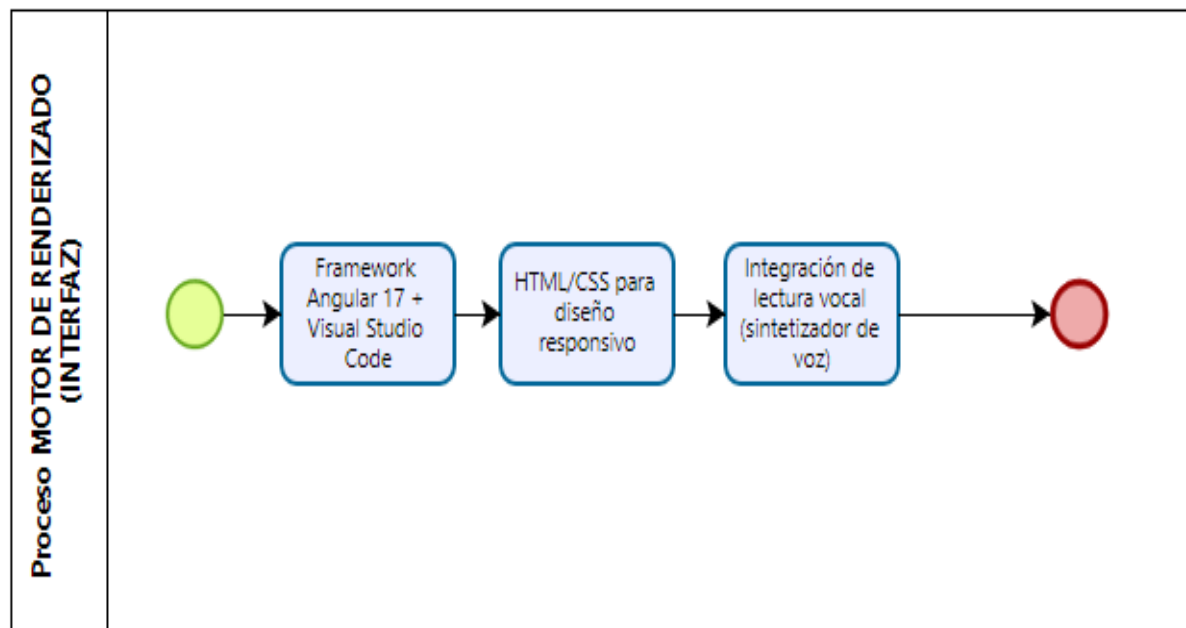 Proceso MOTOR DE RENDERIZADO
(INTERFAZ)
Framework
Angular 17 +
Visual Studio
Code
HTML/CSS para
diseño
responsivo
Integración de
lectura vocal
(sintetizador de
voz)